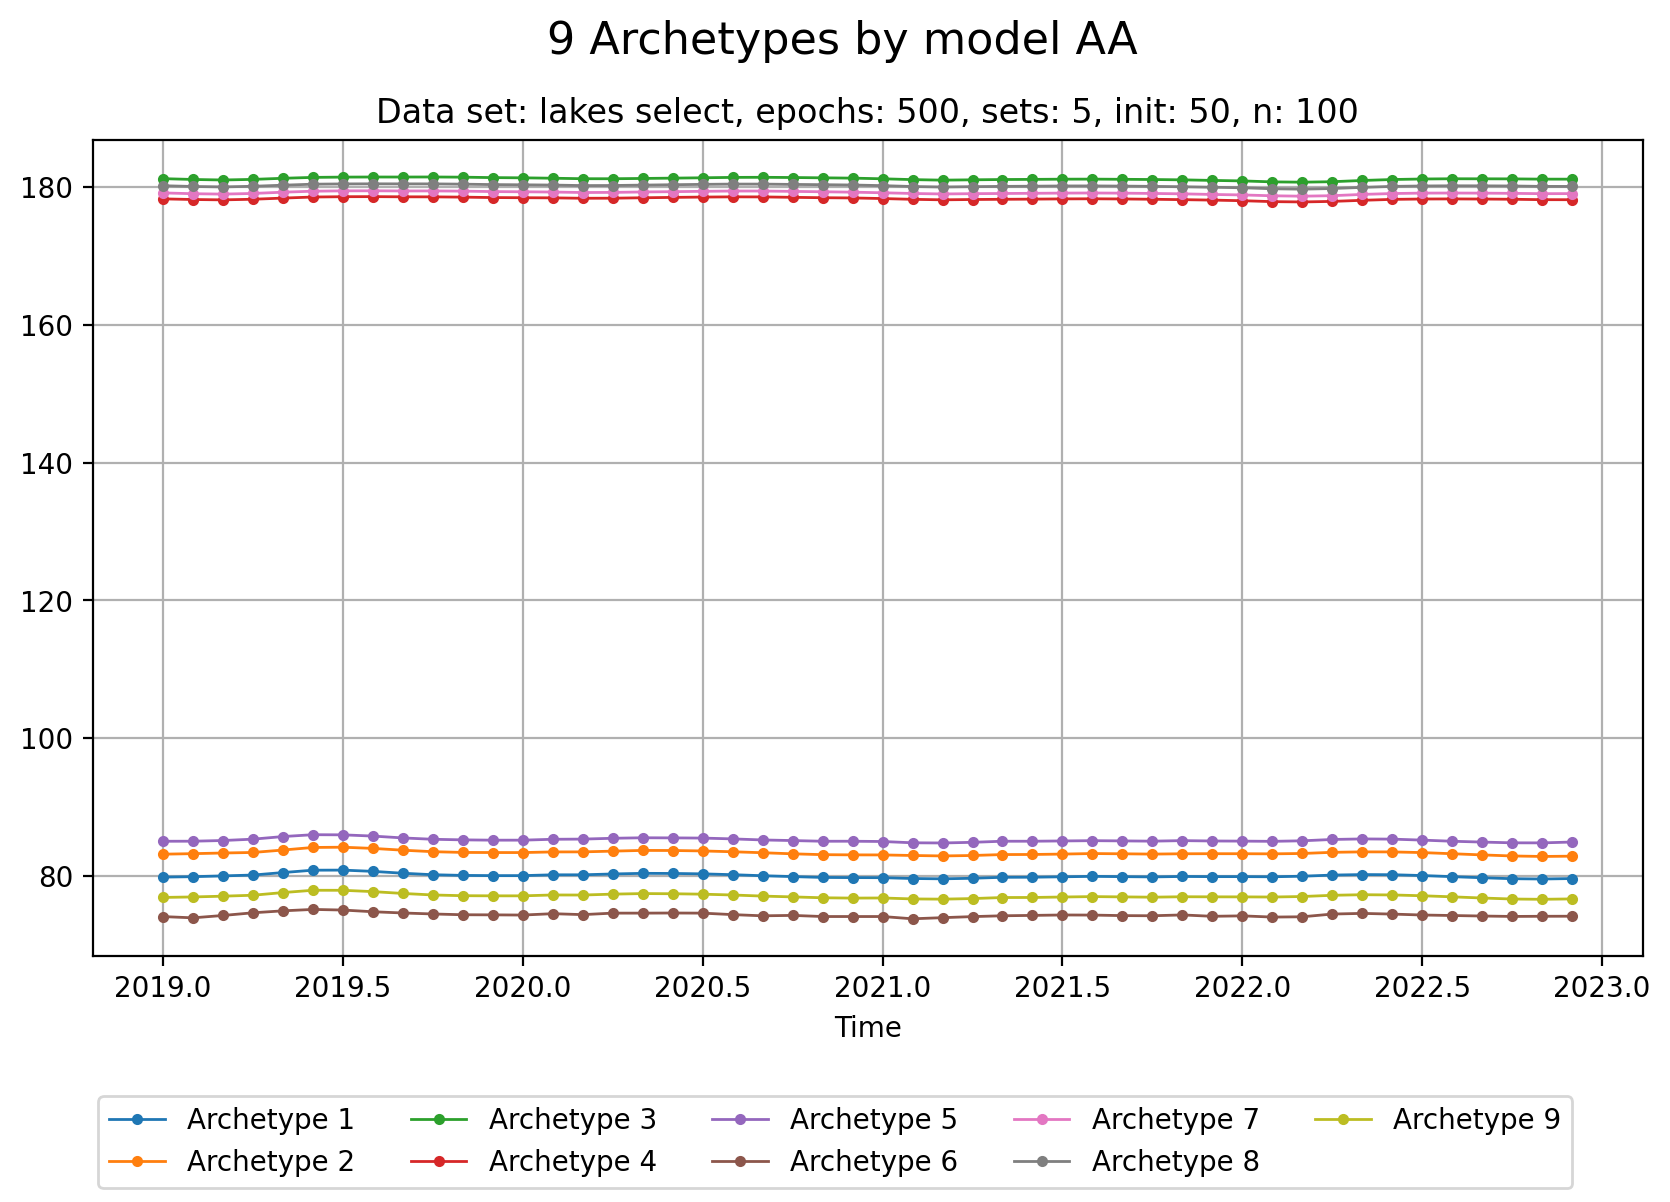 9 Archetypes by model AA
Data set: lakes select, epochs: 500, sets: 5, init: 50, n: 100
180
160
140
120
100
80
2019.0 2019.5 2020.0 2020.5 2021.0 2021.5 2022.0 2022.5 2023.0
Time
Archetype 1 Archetype 3 Archetype 5 Archetype 7 Archetype 9
Archetype 2 Archetype 4 Archetype 6 Archetype 8